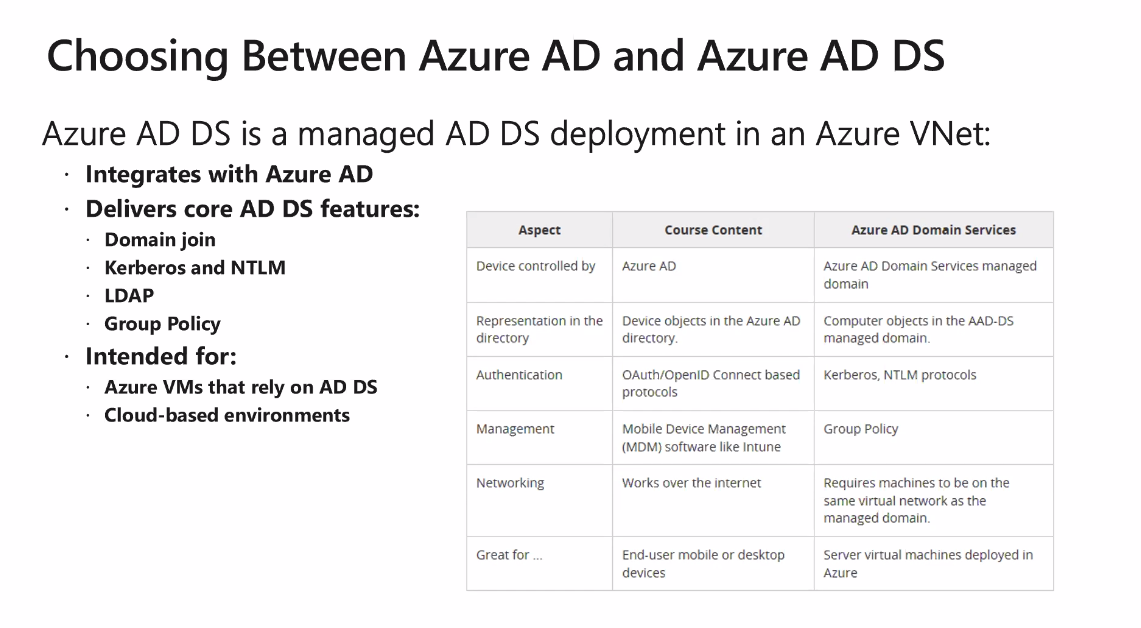 Choosing Between Azure AD and Azure AD DS
Azure AD DS is a managed AD DS deployment in an Azure VNet:
· Integrates with Azure AD
· Delivers core AD DS features:
· Domain join
· Kerberos and NTLM
· LDAP
· Group Policy
· Intended for:
· Azure VMs that rely on AD DS
· Cloud-based environments
Aspect Course Content Azure AD Domain Services
Device controlled by Azure AD Azure AD Domain Services managed
domain
Representation in the Device objects in the Azure AD Computer objects in the AAD-DS
directory directory. managed domain.
Authentication OAuth/OpenID Connect based Kerberos, NTLM protocols
protocols
Management Mobile Device Management Group Policy
(MDM) software like Intune
Networking Works over the internet Requires machines to be on the
same virtual network as the
managed domain.
Great for ... End-user mobile or desktop Server virtual machines deployed in
devices Azure